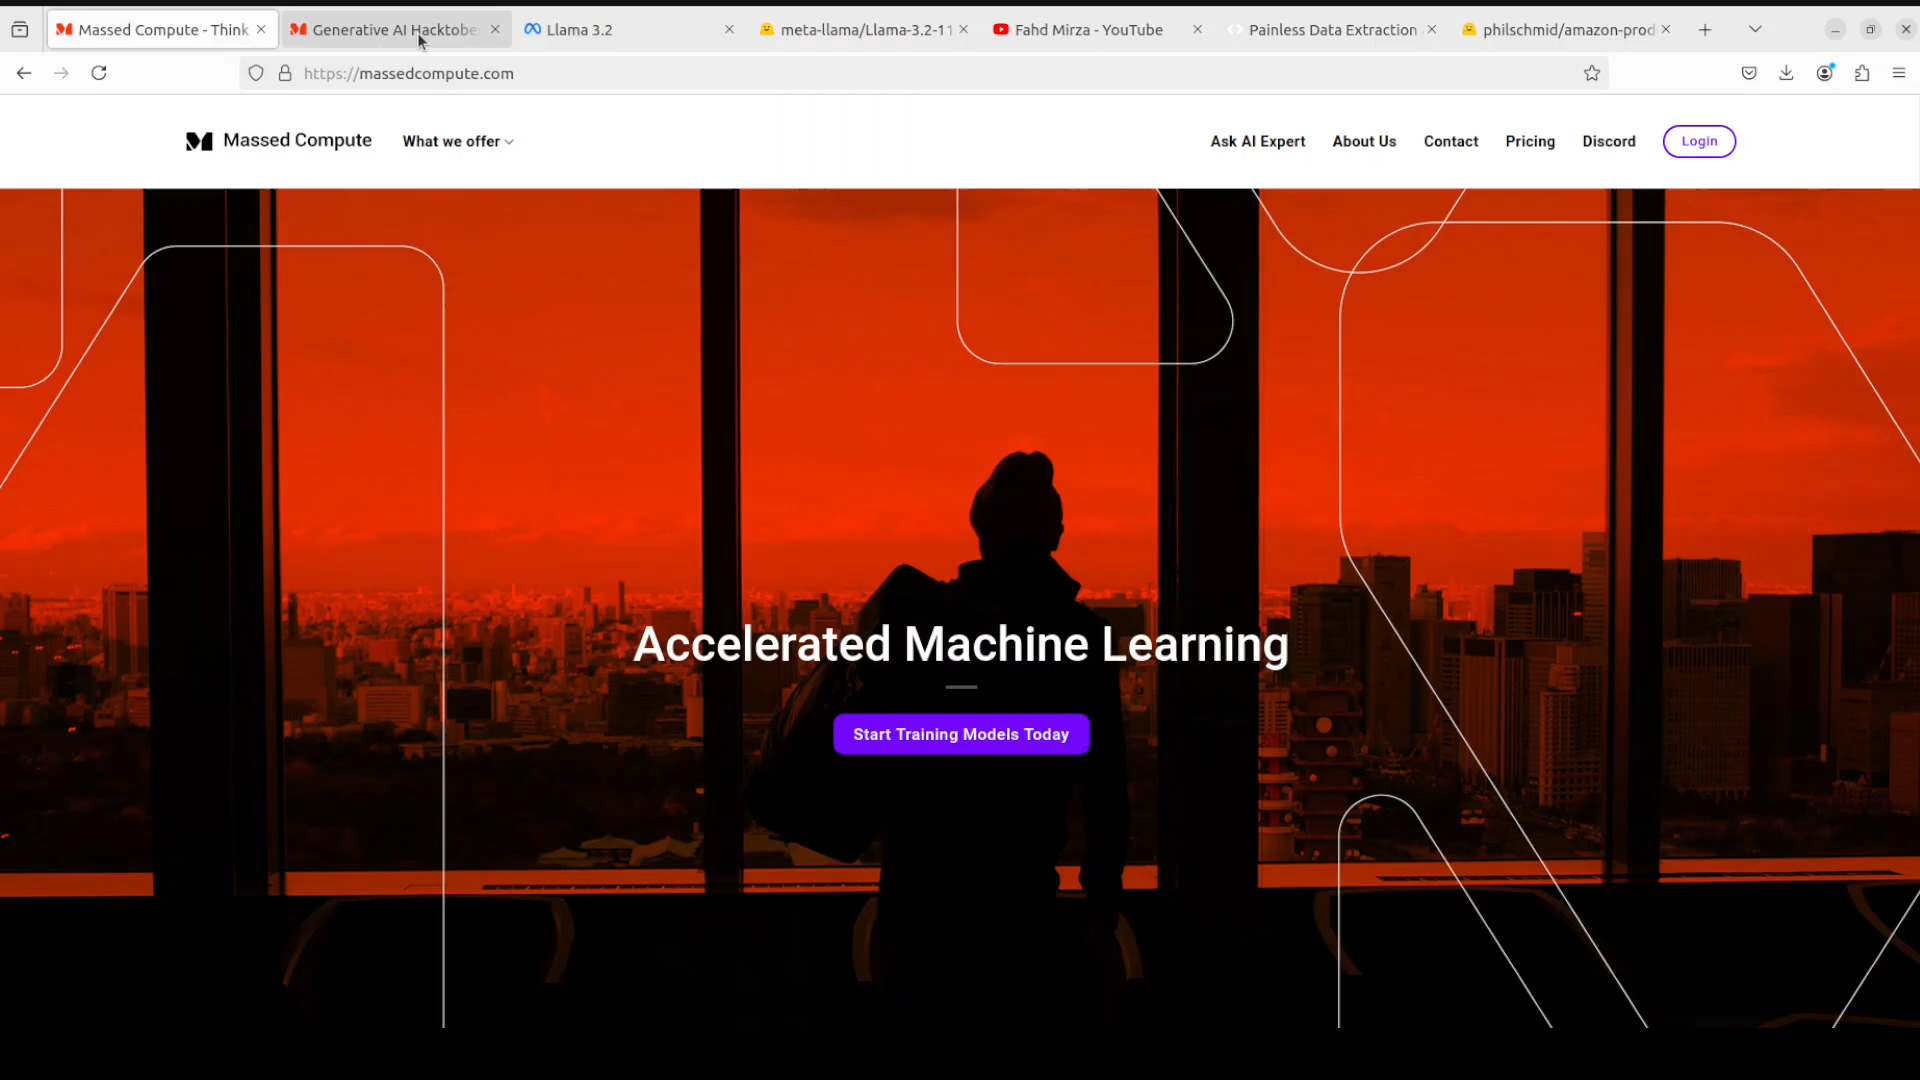 Massed Compute - Think
Generative AI Hacktobe
Llama 3.2
meta-llama/Llama-3.2-11
Fahd Mirza - YouTube
Painless Data Extraction
philschmid/amazon-prod
https://massedcompute.com
Massed Compute
What we offer
Ask AI Expert
About Us
Contact
Pricing
Discord
Login
Accelerated Machine Learning
Start Training Models Today